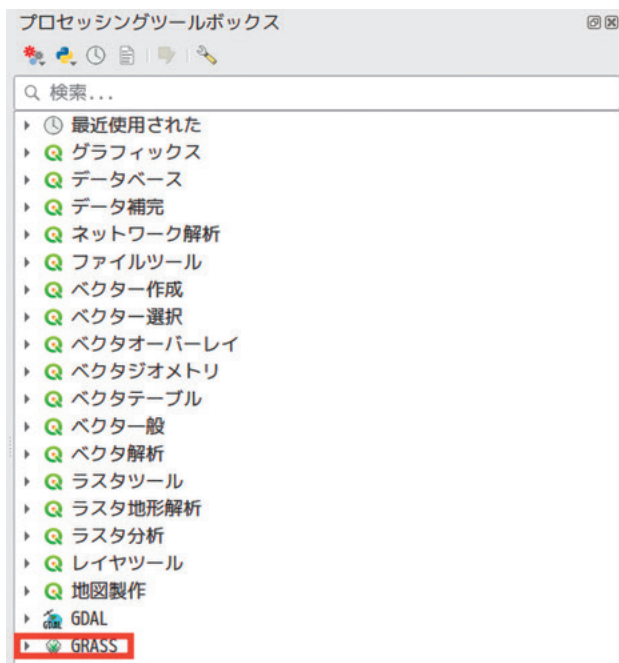 プロセッシングツールボックス
検索...
最近使用された
グラフィックス
データベース
データ補完
ネットワーク解析
ファイルツール
ベクター作成
ベクター選択
ベクタオーバーレイ
ベクタジオメトリ
ベクタテーブル
ベクタ一般
ベクタ解析
ラスタツール
ラスタ地形解析
ラスタ分析
レイヤツール
地図製作
GDAL
GRASS